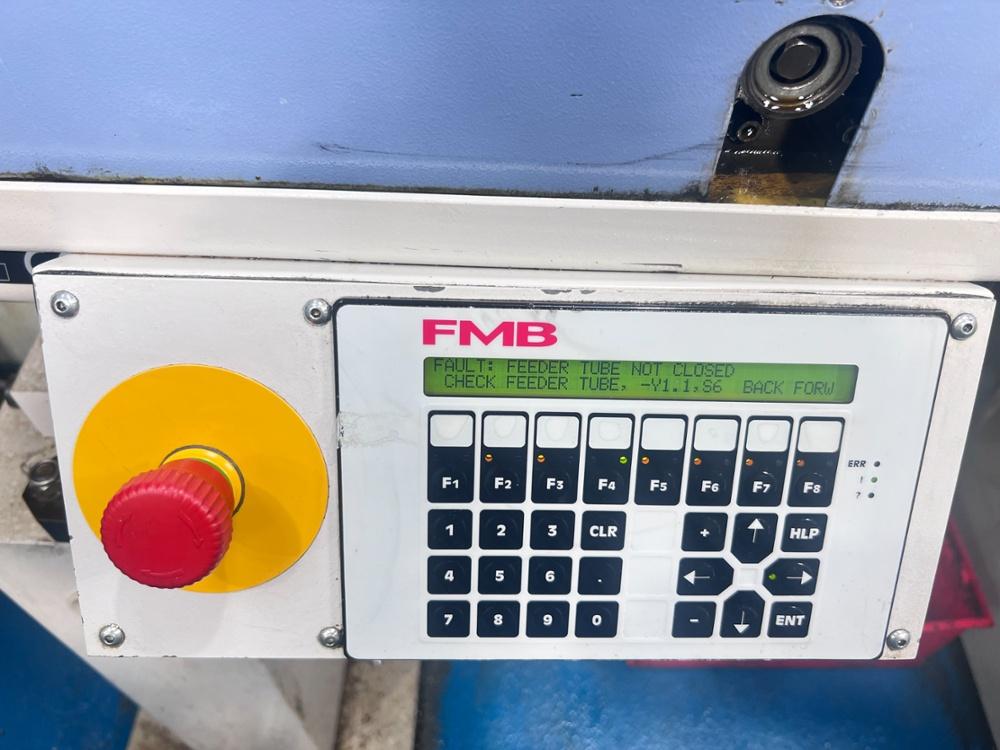 FMB
FAULT: FEEDER TUBE NOT CLOSED
CHECK FEEDER TUBE, -Y1.1,S6 BACK FORW
F1 F2 F3 F4 F5 F6 F7 F8
ERR
!
?
1 2 3 CLR + HLP
4 5 6 .
7 8 9 0 - ENT